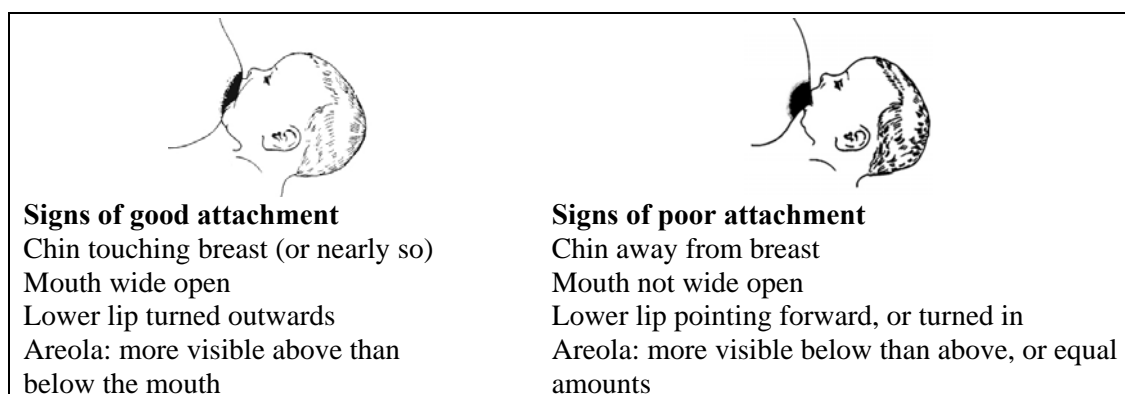 Signs of good attachment
Chin touching breast (or nearly so)
Mouth wide open
Lower lip turned outwards
Areola: more visible above than
below the mouth
Signs of poor attachment
Chin away from breast
Mouth not wide open
Lower lip pointing forward, or turned in
Areola: more visible below than above, or equal
amounts